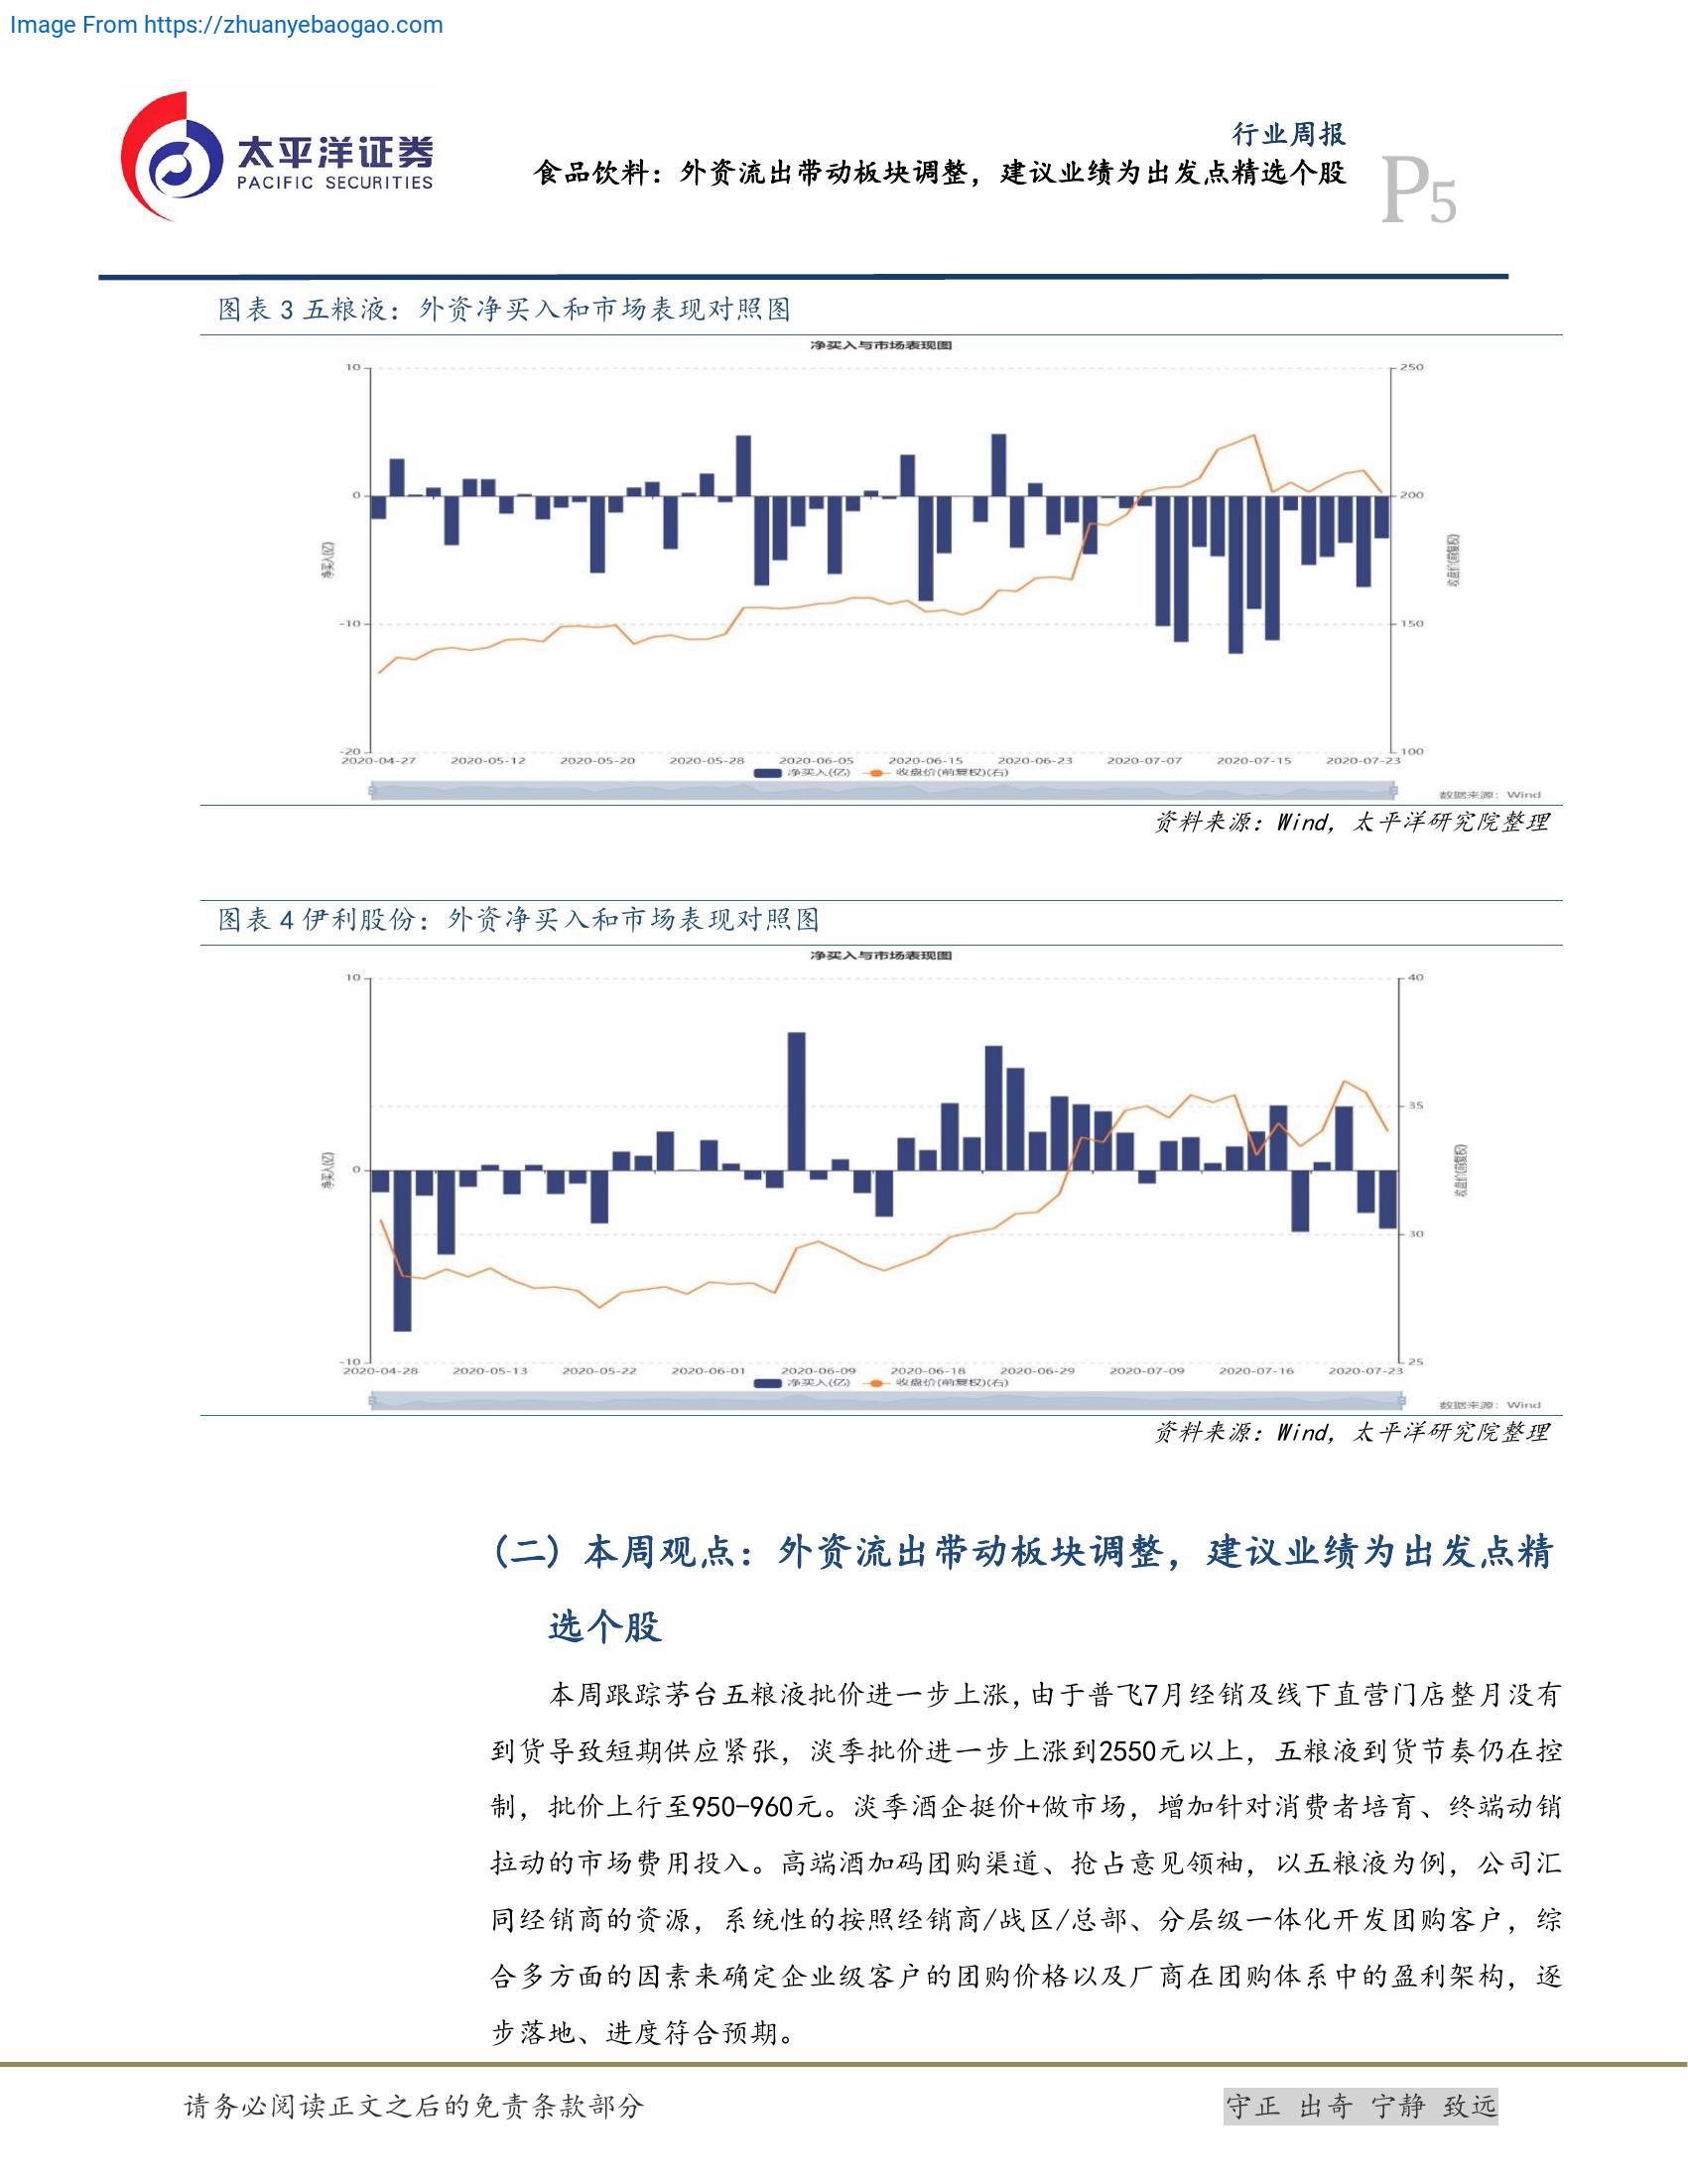 Image From https://zhuanyebaogao.com
太平洋证券
PACIFIC SECURITIES
行业周报
食品饮料：外资流出带动板块调整，建议业绩为出发点精选个股
P5
图表 3 五粮液：外资净买入和市场表现对照图
净买入与市场表现图
10
0
-10
-20
250
200
150
100
净买入(亿)
收盘价(前复权)
2020-04-27 2020-05-12 2020-05-20 2020-05-28 2020-06-05 2020-06-15 2020-06-23 2020-07-07 2020-07-15 2020-07-23
净买入(亿) 收盘价(前复权)(右)
数据来源：Wind
资料来源：Wind，太平洋研究院整理
图表 4 伊利股份：外资净买入和市场表现对照图
净买入与市场表现图
10
0
-10
40
35
30
25
净买入(亿)
收盘价(前复权)
2020-04-28 2020-05-13 2020-05-22 2020-06-01 2020-06-09 2020-06-18 2020-06-29 2020-07-09 2020-07-16 2020-07-23
净买入(亿) 收盘价(前复权)(右)
数据来源：Wind
资料来源：Wind，太平洋研究院整理
（二）本周观点：外资流出带动板块调整，建议业绩为出发点精
选个股
本周跟踪茅台五粮液批价进一步上涨，由于普飞7月经销及线下直营门店整月没有
到货导致短期供应紧张，淡季批价进一步上涨到2550元以上，五粮液到货节奏仍在控
制，批价上行至950-960元。淡季酒企挺价+做市场，增加针对消费者培育、终端动销
拉动的市场费用投入。高端酒加码团购渠道、抢占意见领袖，以五粮液为例，公司汇
同经销商的资源，系统性的按照经销商/战区/总部、分层级一体化开发团购客户，综
合多方面的因素来确定企业级客户的团购价格以及厂商在团购体系中的盈利架构，逐
步落地、进度符合预期。
请务必阅读正文之后的免责条款部分
守正 出奇 宁静 致远